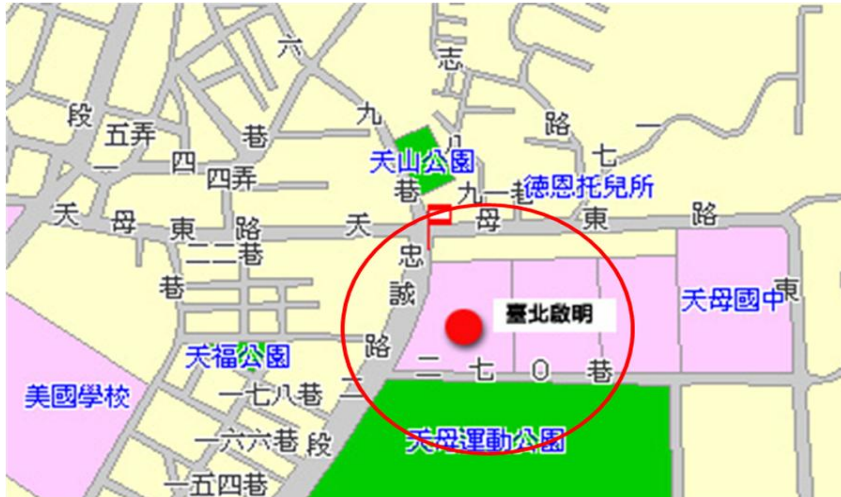 六
志
段
九
五弄
巷
路
一
一
四
八
七
天山公園
四弄
巷
九一巷
德恩托兒所
天
母
東
路
天
母
東
路
二二巷
忠
巷
誠
臺北啟明
天母國中
東
天福公園
路
二
七
0
巷
美國學校
一七八巷
二
一六六巷
段
天母運動公園
一五四巷